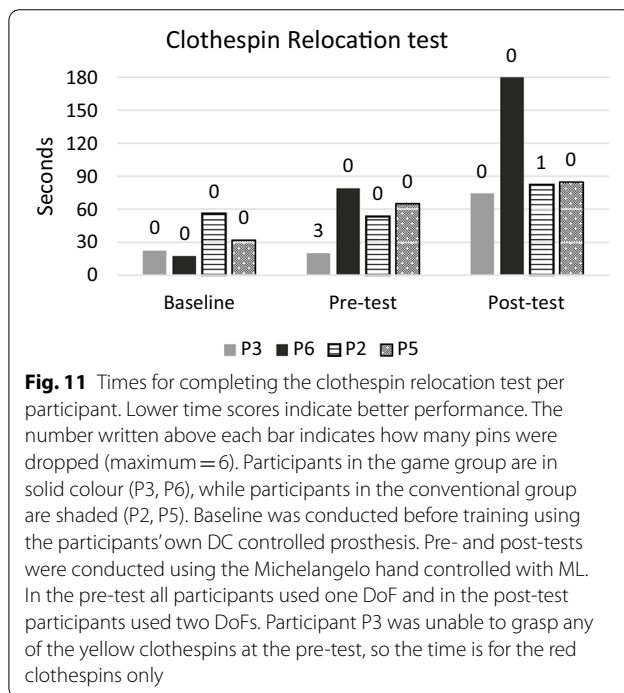 Clothespin Relocation test
Seconds
180
150
120
90
60
30
0
0 0 0 0
3 0 0 0
0 0 1 0
Baseline Pre-test Post-test
P3 P6 P2 P5
Fig. 11 Times for completing the clothespin relocation test per
participant. Lower time scores indicate better performance. The
number written above each bar indicates how many pins were
dropped (maximum = 6). Participants in the game group are in
solid colour (P3, P6), while participants in the conventional group
are shaded (P2, P5). Baseline was conducted before training using
the participants' own DC controlled prosthesis. Pre- and post-tests
were conducted using the Michelangelo hand controlled with ML.
In the pre-test all participants used one DoF and in the post-test
participants used two DoFs. Participant P3 was unable to grasp any
of the yellow clothespins at the pre-test, so the time is for the red
clothespins only